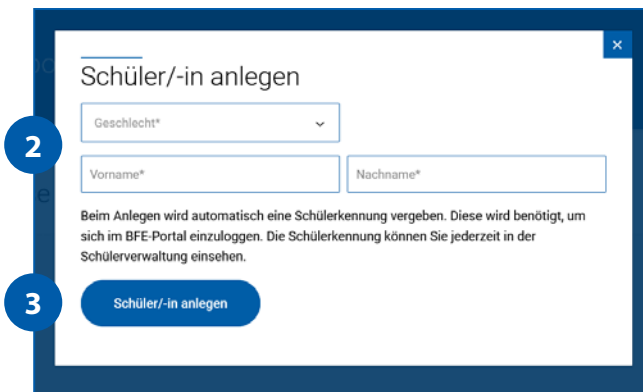 Schüler/-in anlegen
Geschlecht*
2
Vorname* Nachname*
Beim Anlegen wird automatisch eine Schülerkennung vergeben. Diese wird benötigt, um
sich im BFE-Portal einzuloggen. Die Schülerkennung können Sie jederzeit in der
Schülerverwaltung einsehen.
3
Schüler/-in anlegen